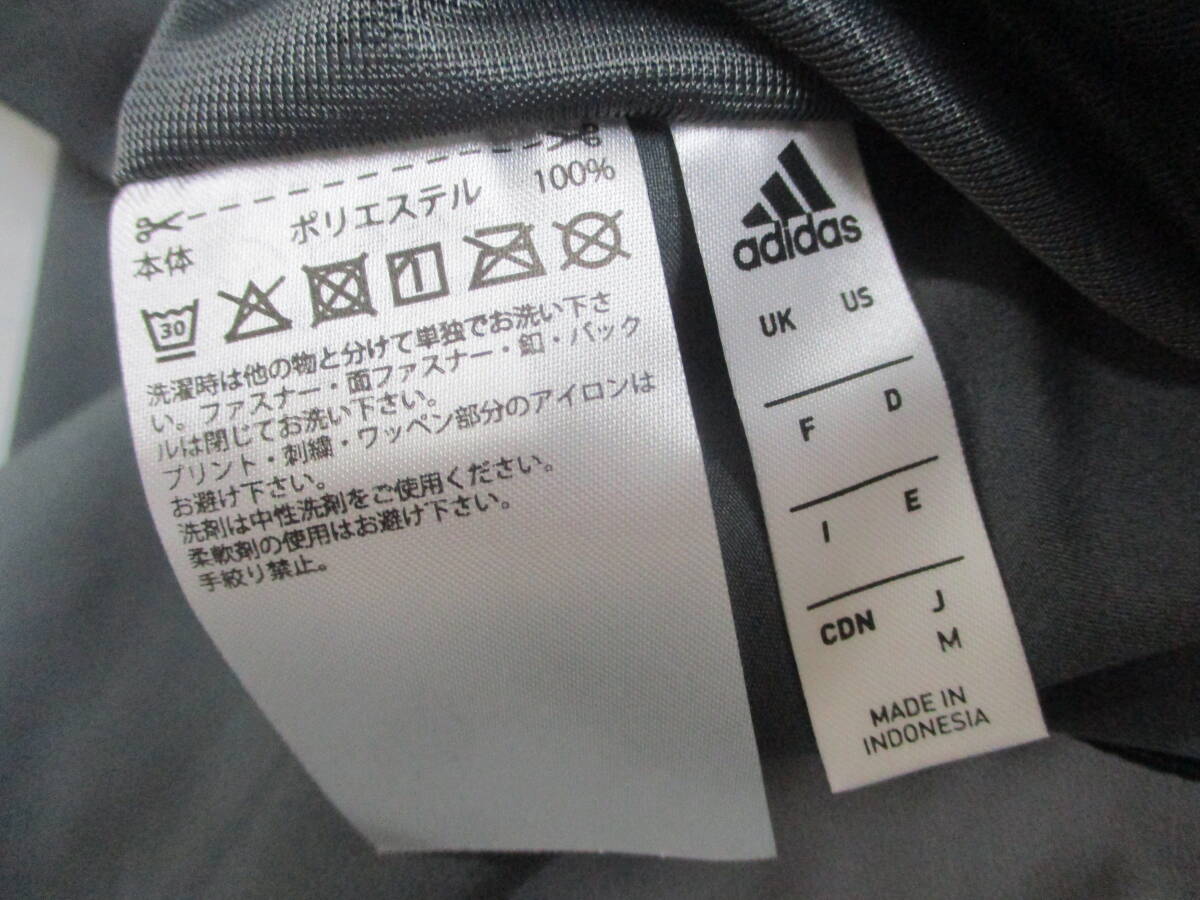 本体 ポリエステル 100%
30
洗濯時は他の物と分けて単独でお洗い下さ
い。ファスナー・面ファスナー・釦・バック
ルは閉じてお洗い下さい。
プリント・刺繍・ワッペン部分のアイロンは
お避け下さい。
洗剤は中性洗剤をご使用ください。
柔軟剤の使用はお避け下さい。
手絞り禁止。
adidas
UK US
F D
I E
CDN J
M
MADE IN
INDONESIA